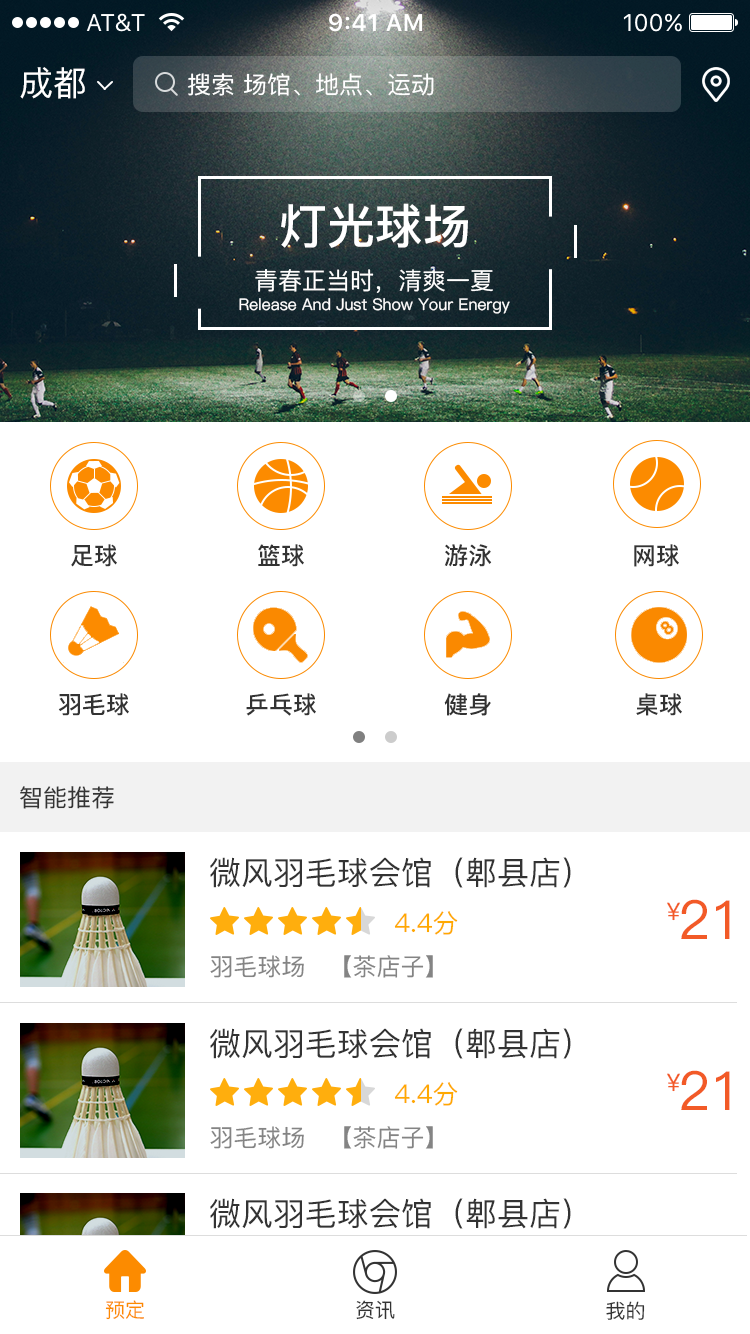 AT&T 9:41 AM 100%
成都 搜索 场馆、地点、运动
灯光球场
青春正当时，清爽一夏
Release And Just Show Your Energy
足球 篮球 游泳 网球
羽毛球 乒乓球 健身 桌球
智能推荐
微风羽毛球会馆（郫县店）
4.4分
¥21
羽毛球场 【茶店子】
微风羽毛球会馆（郫县店）
4.4分
¥21
羽毛球场 【茶店子】
微风羽毛球会馆（郫县店）
预定 资讯 我的